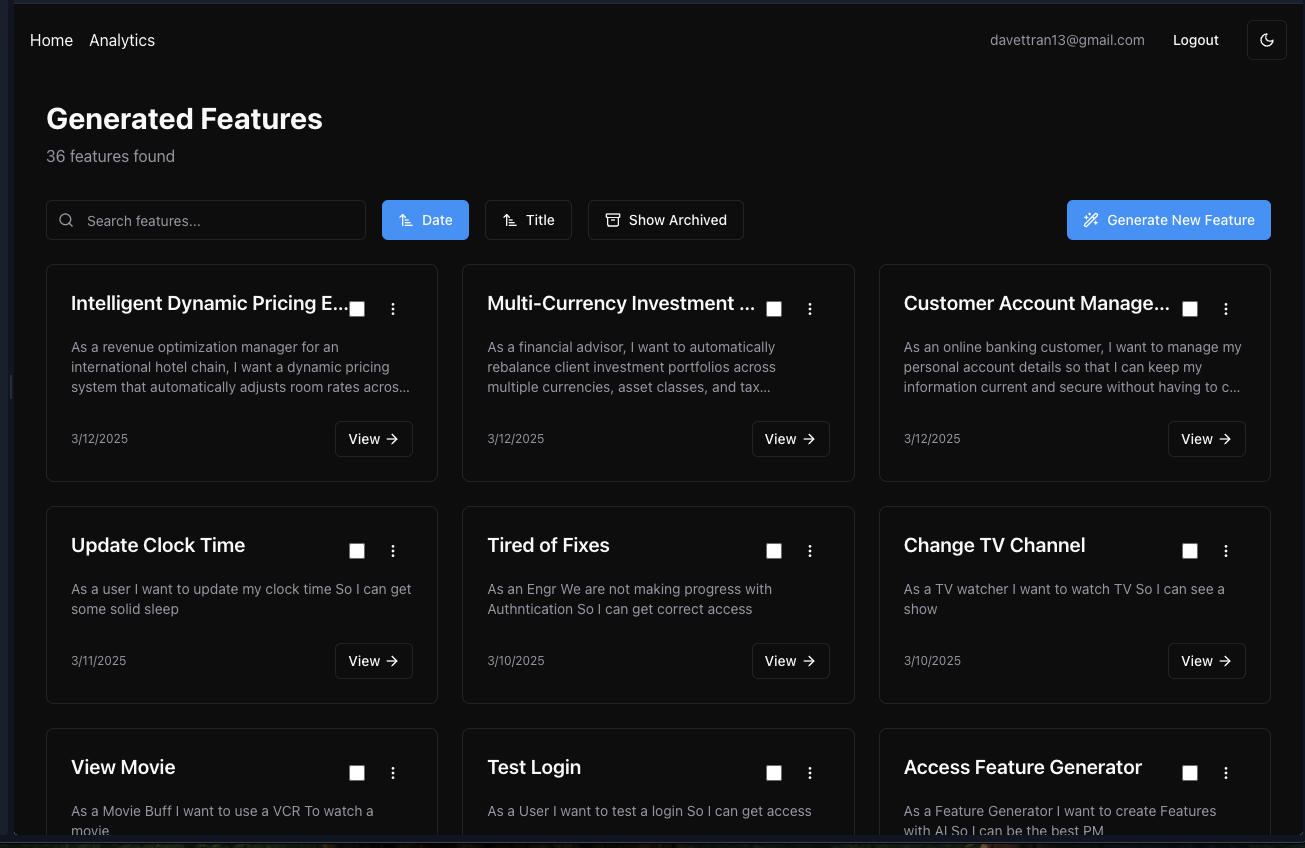 Home Analytics davettran13@gmail.com Logout
Generated Features
36 features found
Search features... Date Title Show Archived Generate New Feature
Intelligent Dynamic Pricing E...
As a revenue optimization manager for an
international hotel chain, I want a dynamic pricing
system that automatically adjusts room rates acros...
3/12/2025 View
Multi-Currency Investment ...
As a financial advisor, I want to automatically
rebalance client investment portfolios across
multiple currencies, asset classes, and tax...
3/12/2025 View
Customer Account Manage...
As an online banking customer, I want to manage my
personal account details so that I can keep my
information current and secure without having to c...
3/12/2025 View
Update Clock Time
As a user I want to update my clock time So I can get
some solid sleep
3/11/2025 View
Tired of Fixes
As an Engr We are not making progress with
Authntication So I can get correct access
3/10/2025 View
Change TV Channel
As a TV watcher I want to watch TV So I can see a
show
3/10/2025 View
View Movie
As a Movie Buff I want to use a VCR To watch a
movie
Test Login
As a User I want to test a login So I can get access
Access Feature Generator
As a Feature Generator I want to create Features
with AI So I can be the best PM